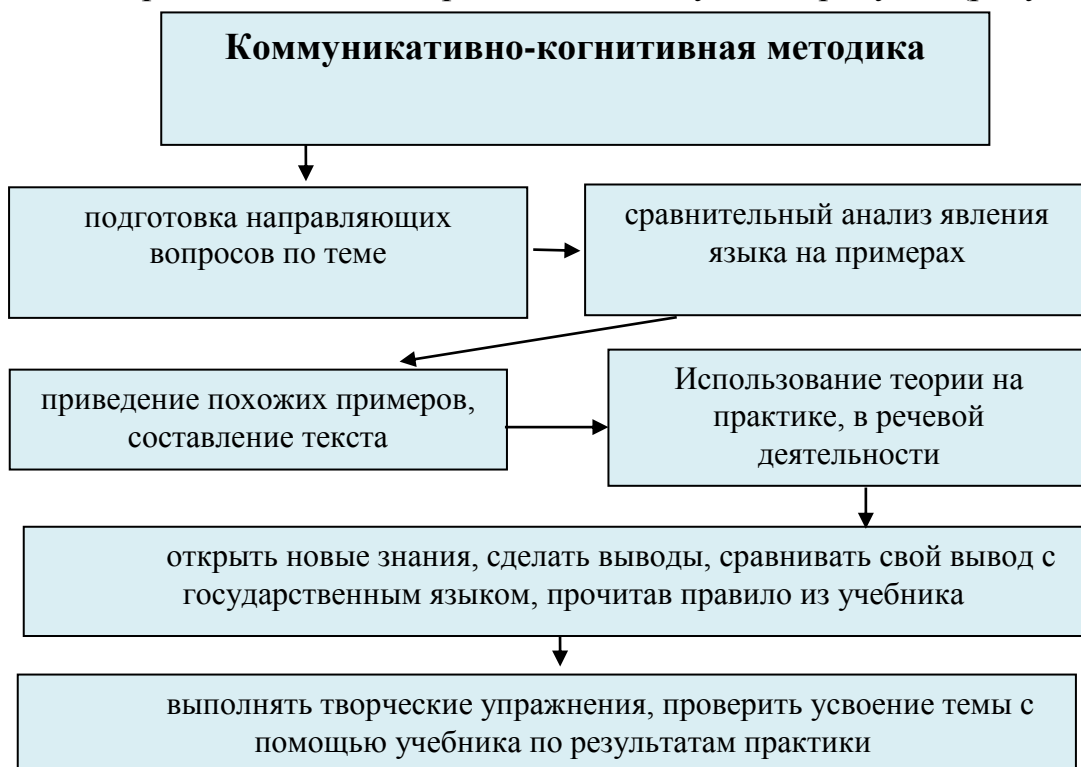 Коммуникативно-когнитивная методика
подготовка направляющих
вопросов по теме
сравнительный анализ явления
языка на примерах
приведение похожих примеров,
составление текста
Использование теории на
практике, в речевой
деятельности
открыть новые знания, сделать выводы, сравнивать свой вывод с
государственным языком, прочитав правило из учебника
выполнять творческие упражнения, проверить усвоение темы с
помощью учебника по результатам практики